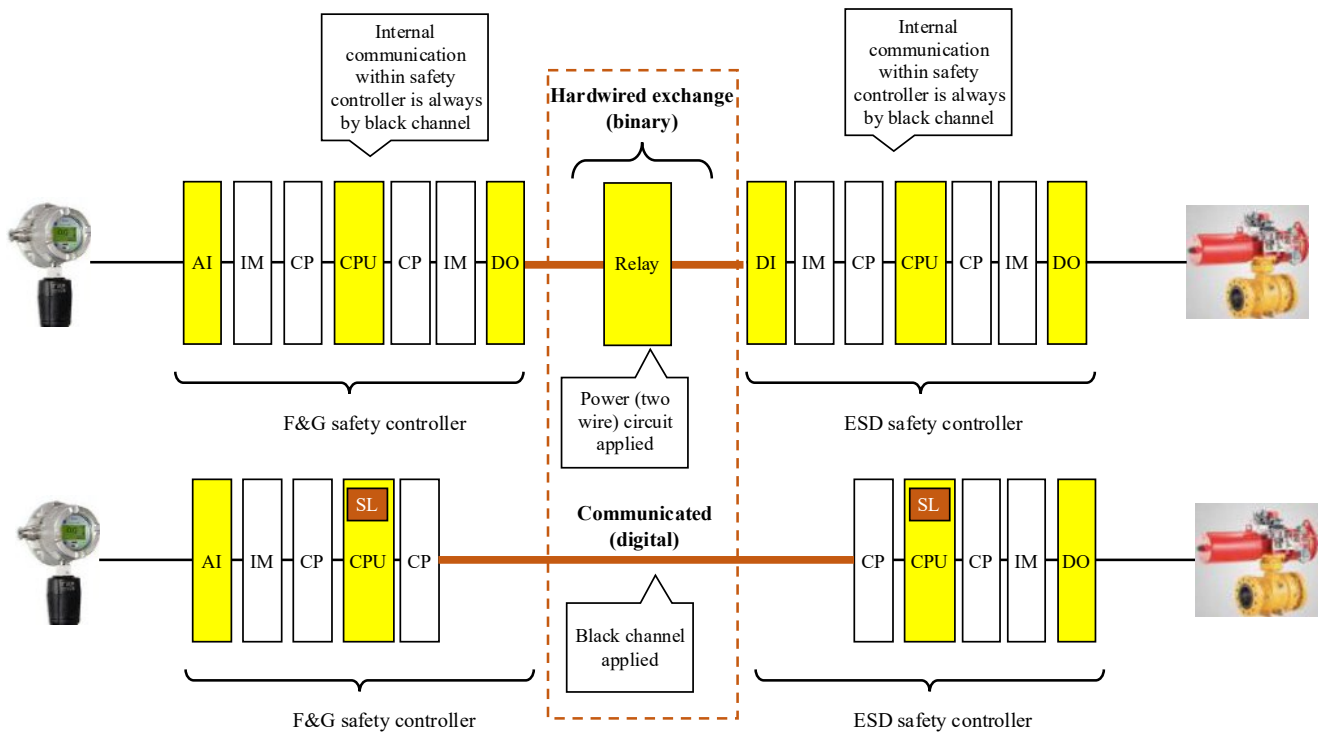 Internal
communication
within safety
controller is always
by black channel
Internal
communication
within safety
controller is always
by black channel
Hardwired exchange
(binary)
AI IM CP CPU CP IM DO Relay DI IM CP CPU CP IM DO
Power (two
wire) circuit
applied
F&G safety controller
ESD safety controller
SL
SL
Communicated
(digital)
AI IM CP CPU CP CP CPU CP IM DO
Black channel
applied
F&G safety controller
ESD safety controller